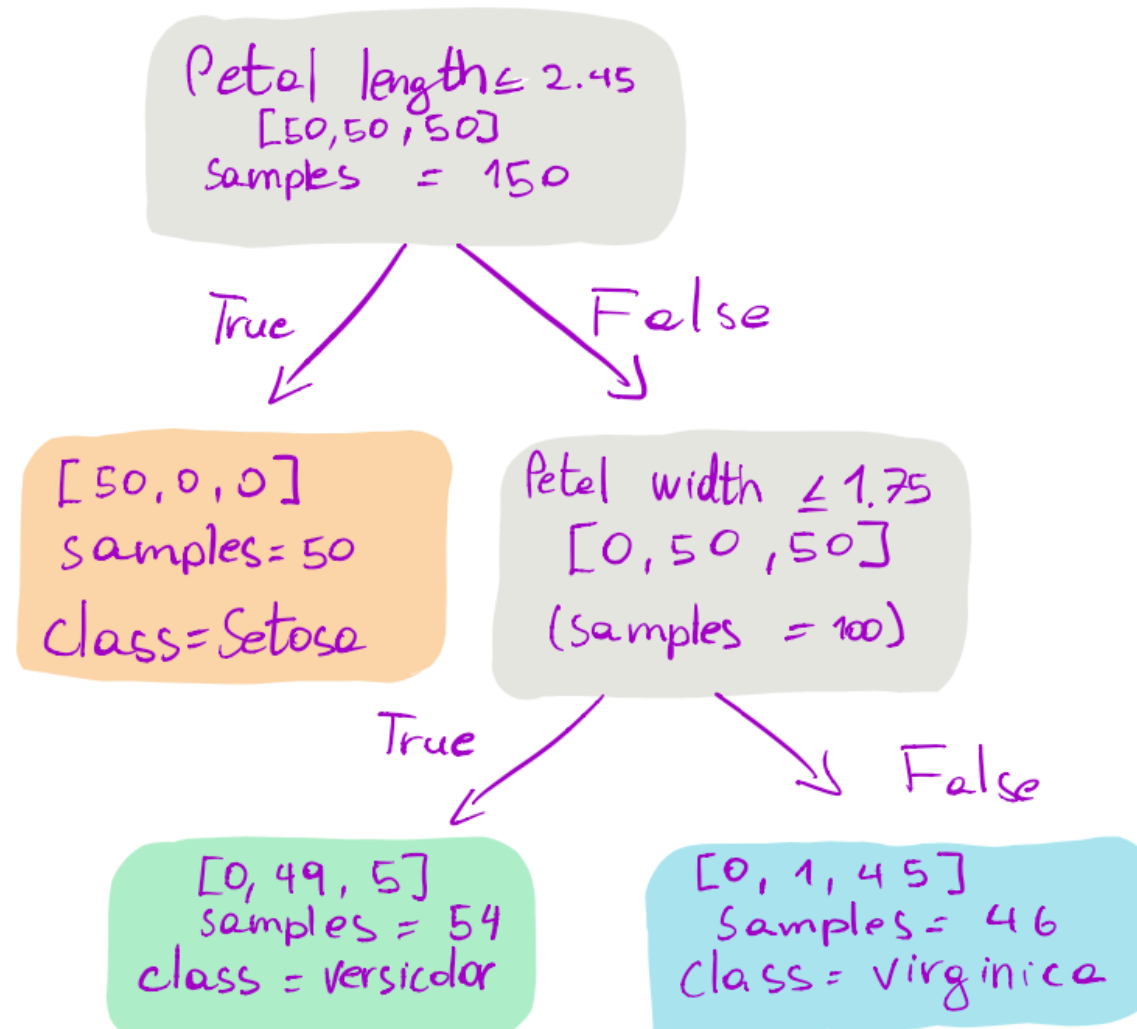 Petal length ≤ 2.45
[50,50,50]
samples = 150
True
False
[50,0,0]
samples=50
class=Setosa
Petal width ≤ 1.75
[0,50,50]
(samples = 100)
True
False
[0,49,5]
samples = 54
class = versicolor
[0, 1, 45]
samples = 46
class = virginica